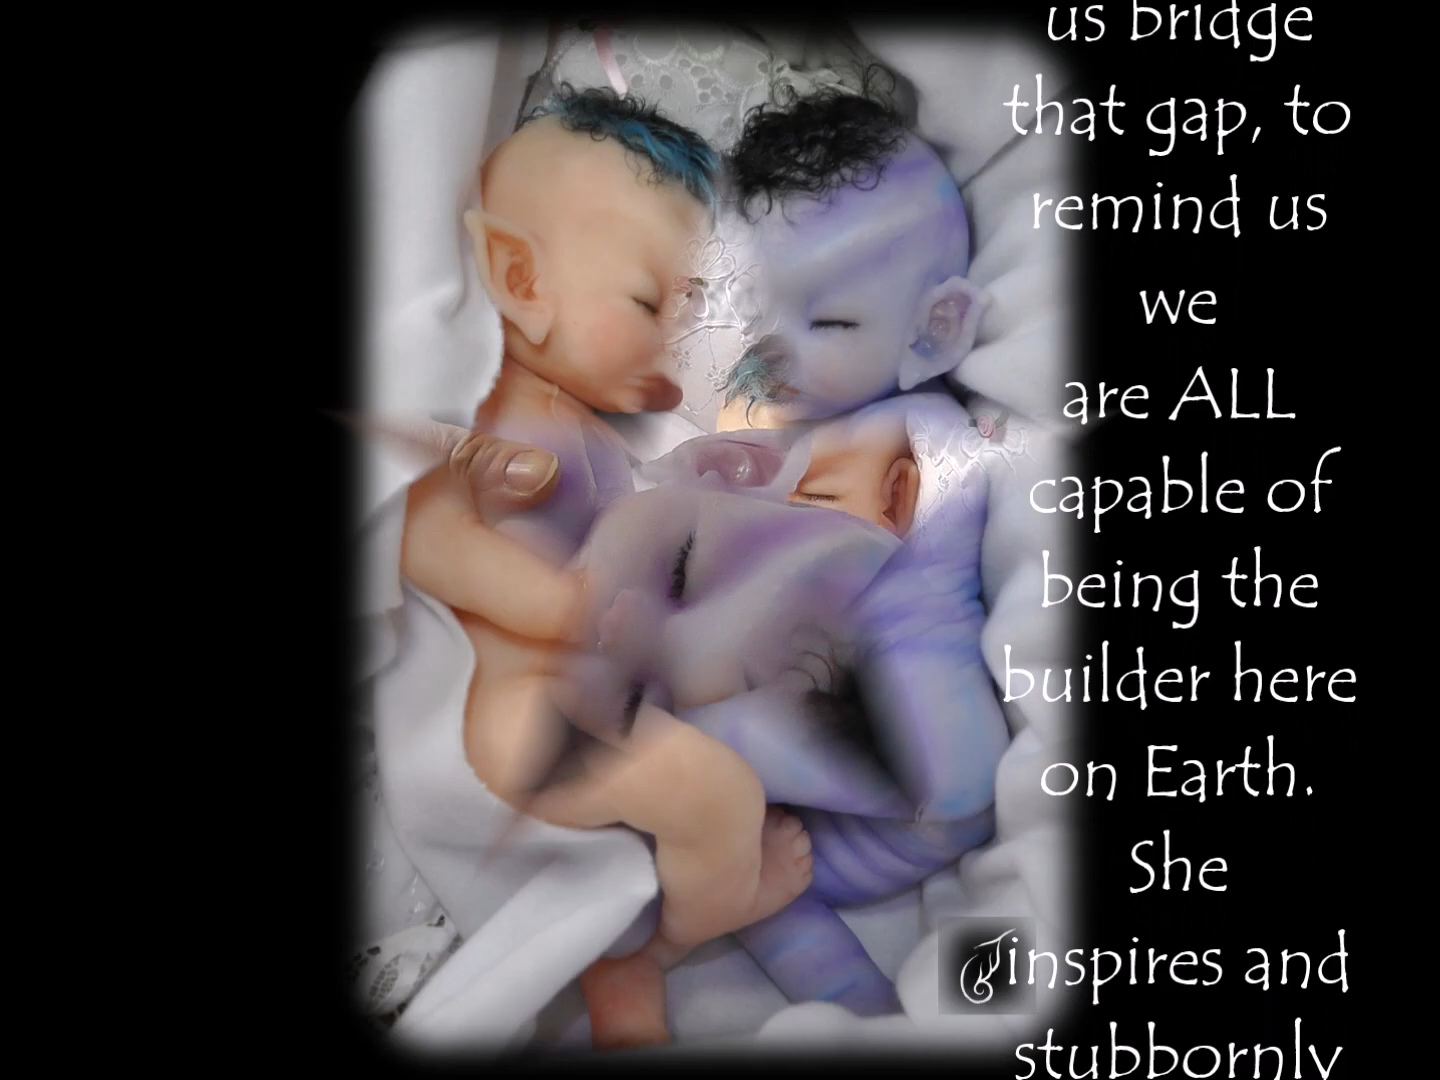 us bridge
that gap, to
remind us
we
are ALL
capable of
being the
builder here
on Earth.
She
inspires and
stubbornly